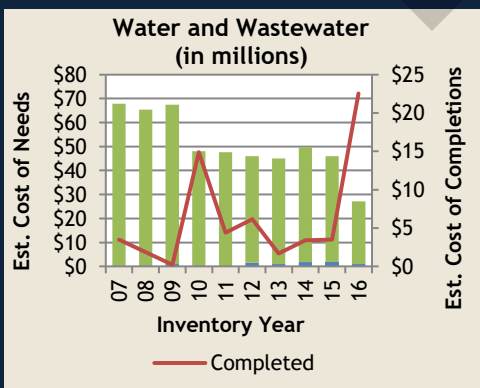 Water and Wastewater
(in millions)
Est. Cost of Needs
$80
$70
$60
$50
$40
$30
$20
$10
$0
$25
$20
$15
$10
$5
$0
Est. Cost of Completions
07 08 09 10 11 12 13 14 15 16
Inventory Year
Completed